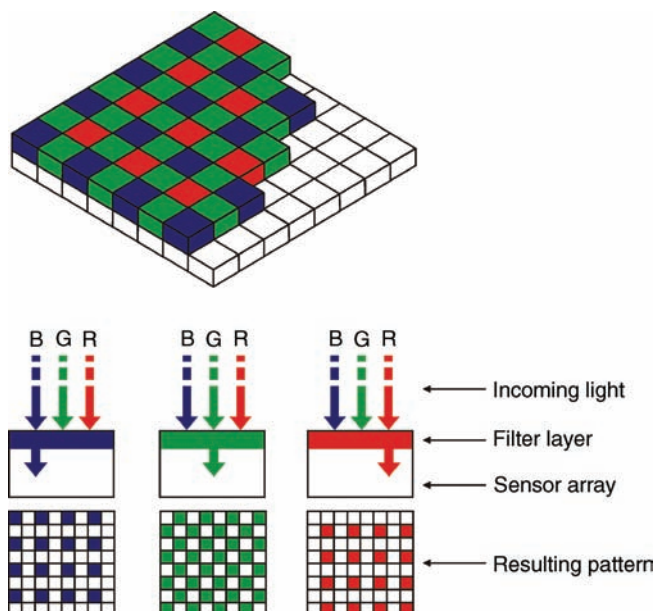 B G R
B G R
B G R
Incoming light
Filter layer
Sensor array
Resulting pattern